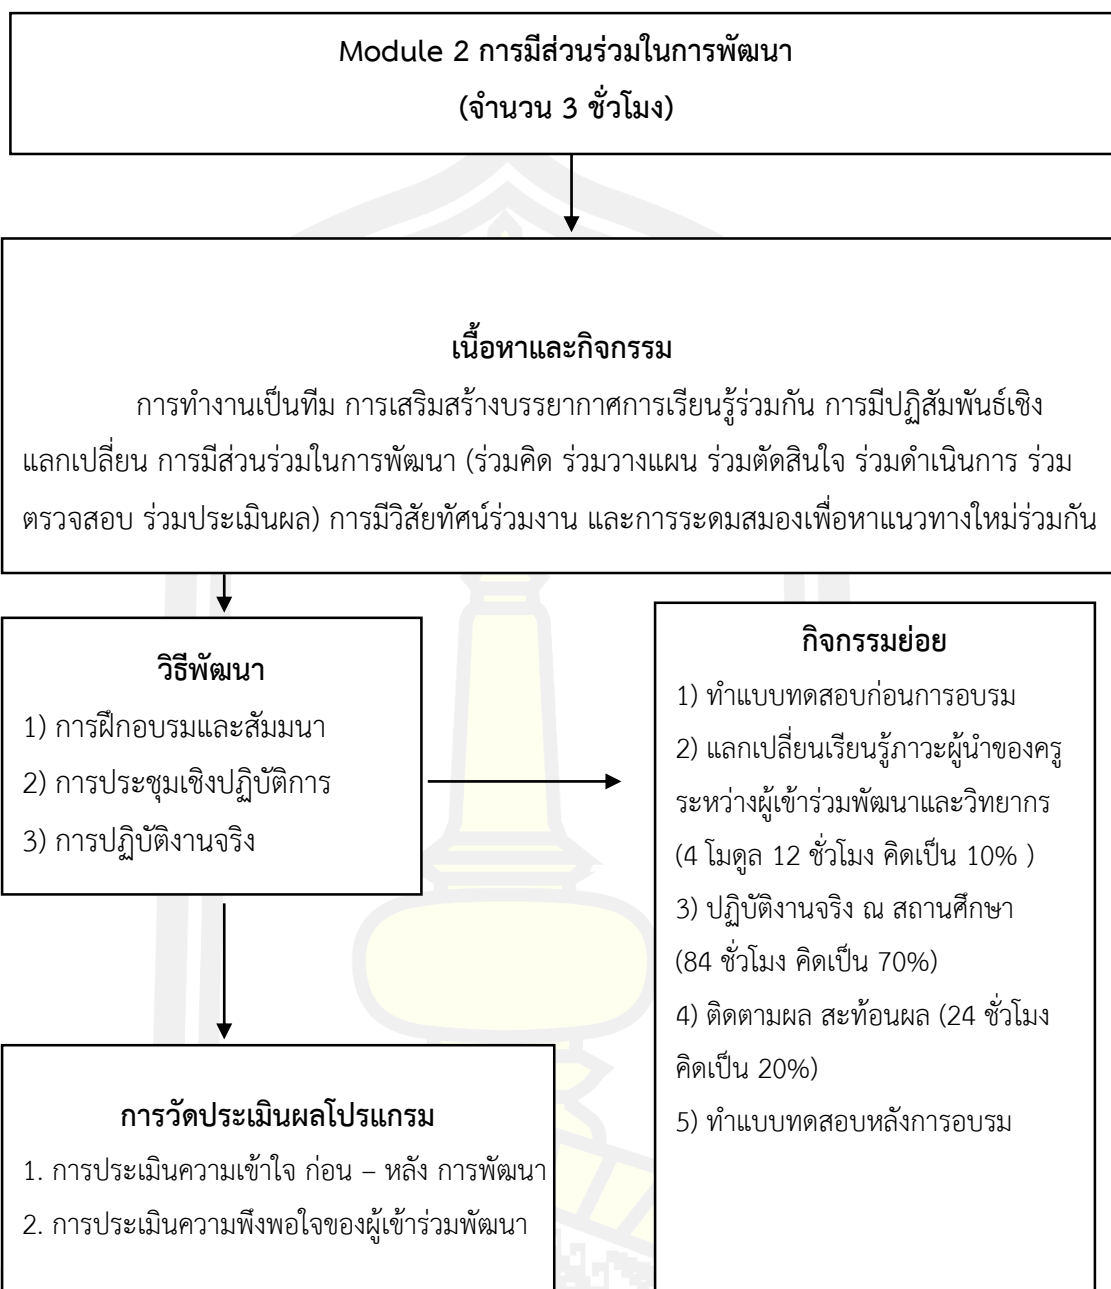 Module 2 การมีส่วนร่วมในการพัฒนา
(จำนวน 3 ชั่วโมง)
เนื้อหาและกิจกรรม
การทำงานเป็นทีม การเสริมสร้างบรรยากาศการเรียนรู้ร่วมกัน การมีปฏิสัมพันธ์เชิง
แลกเปลี่ยน การมีส่วนร่วมในการพัฒนา (ร่วมคิด ร่วมวางแผน ร่วมตัดสินใจ ร่วมดำเนินการ ร่วม
ตรวจสอบ ร่วมประเมินผล) การมีวิสัยทัศน์ร่วมงาน และการระดมสมองเพื่อหาแนวทางใหม่ร่วมกัน
วิธีพัฒนา
1) การฝึกอบรมและสัมมนา
2) การประชุมเชิงปฏิบัติการ
3) การปฏิบัติงานจริง
กิจกรรมย่อย
1) ทำแบบทดสอบก่อนการอบรม
2) แลกเปลี่ยนเรียนรู้ภาวะผู้นำของครู
ระหว่างผู้เข้าร่วมพัฒนาและวิทยากร
(4 โมดูล 12 ชั่วโมง คิดเป็น 10% )
3) ปฏิบัติงานจริง ณ สถานศึกษา
(84 ชั่วโมง คิดเป็น 70%)
4) ติดตามผล สะท้อนผล (24 ชั่วโมง
คิดเป็น 20%)
5) ทำแบบทดสอบหลังการอบรม
การวัดประเมินผลโปรแกรม
1. การประเมินความเข้าใจ ก่อน – หลัง การพัฒนา
2. การประเมินความพึงพอใจของผู้เข้าร่วมพัฒนา